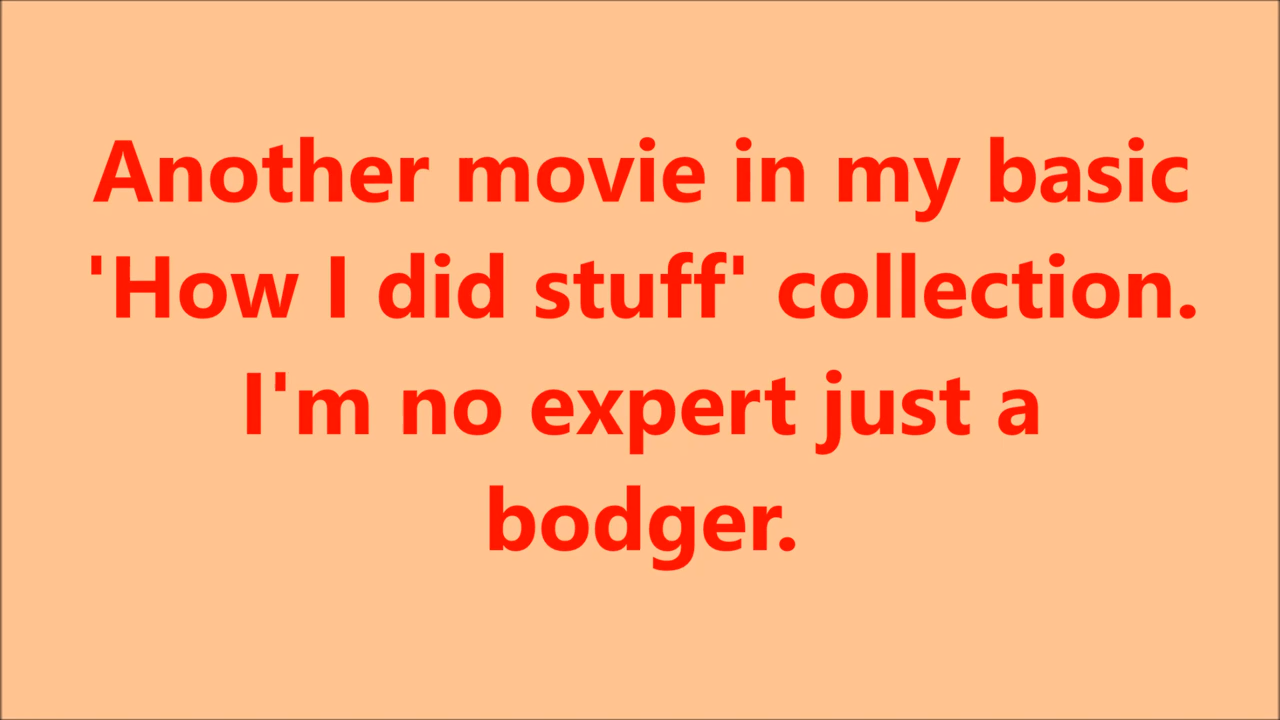 Another movie in my basic
'How I did stuff' collection.
I'm no expert just a
bodger.